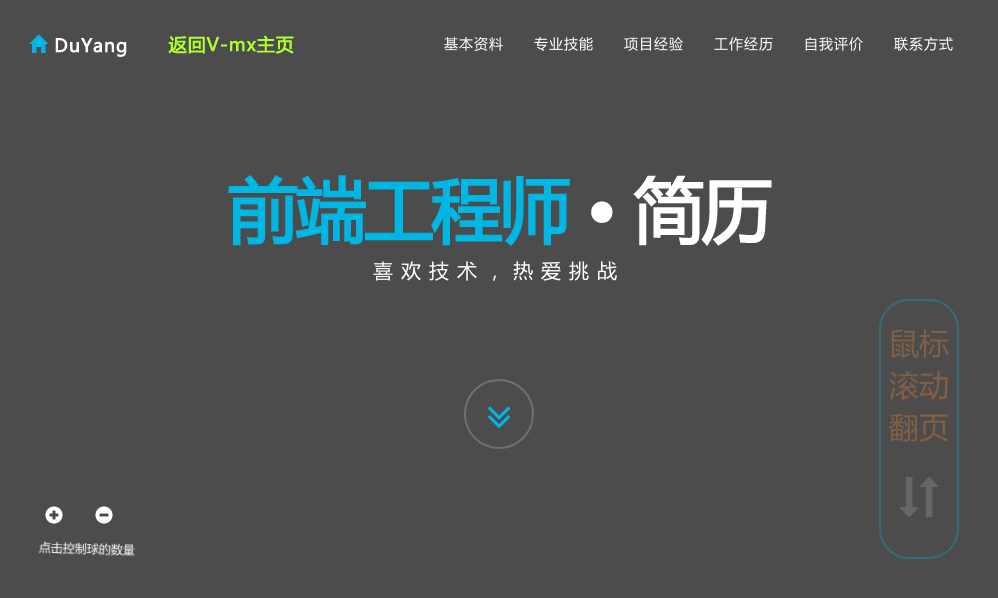 DuYang 返回V-mx主页 基本资料 专业技能 项目经验 工作经历 自我评价 联系方式
前端工程师 • 简历
喜欢技术，热爱挑战
鼠标
滚动
翻页
点击控制球的数量